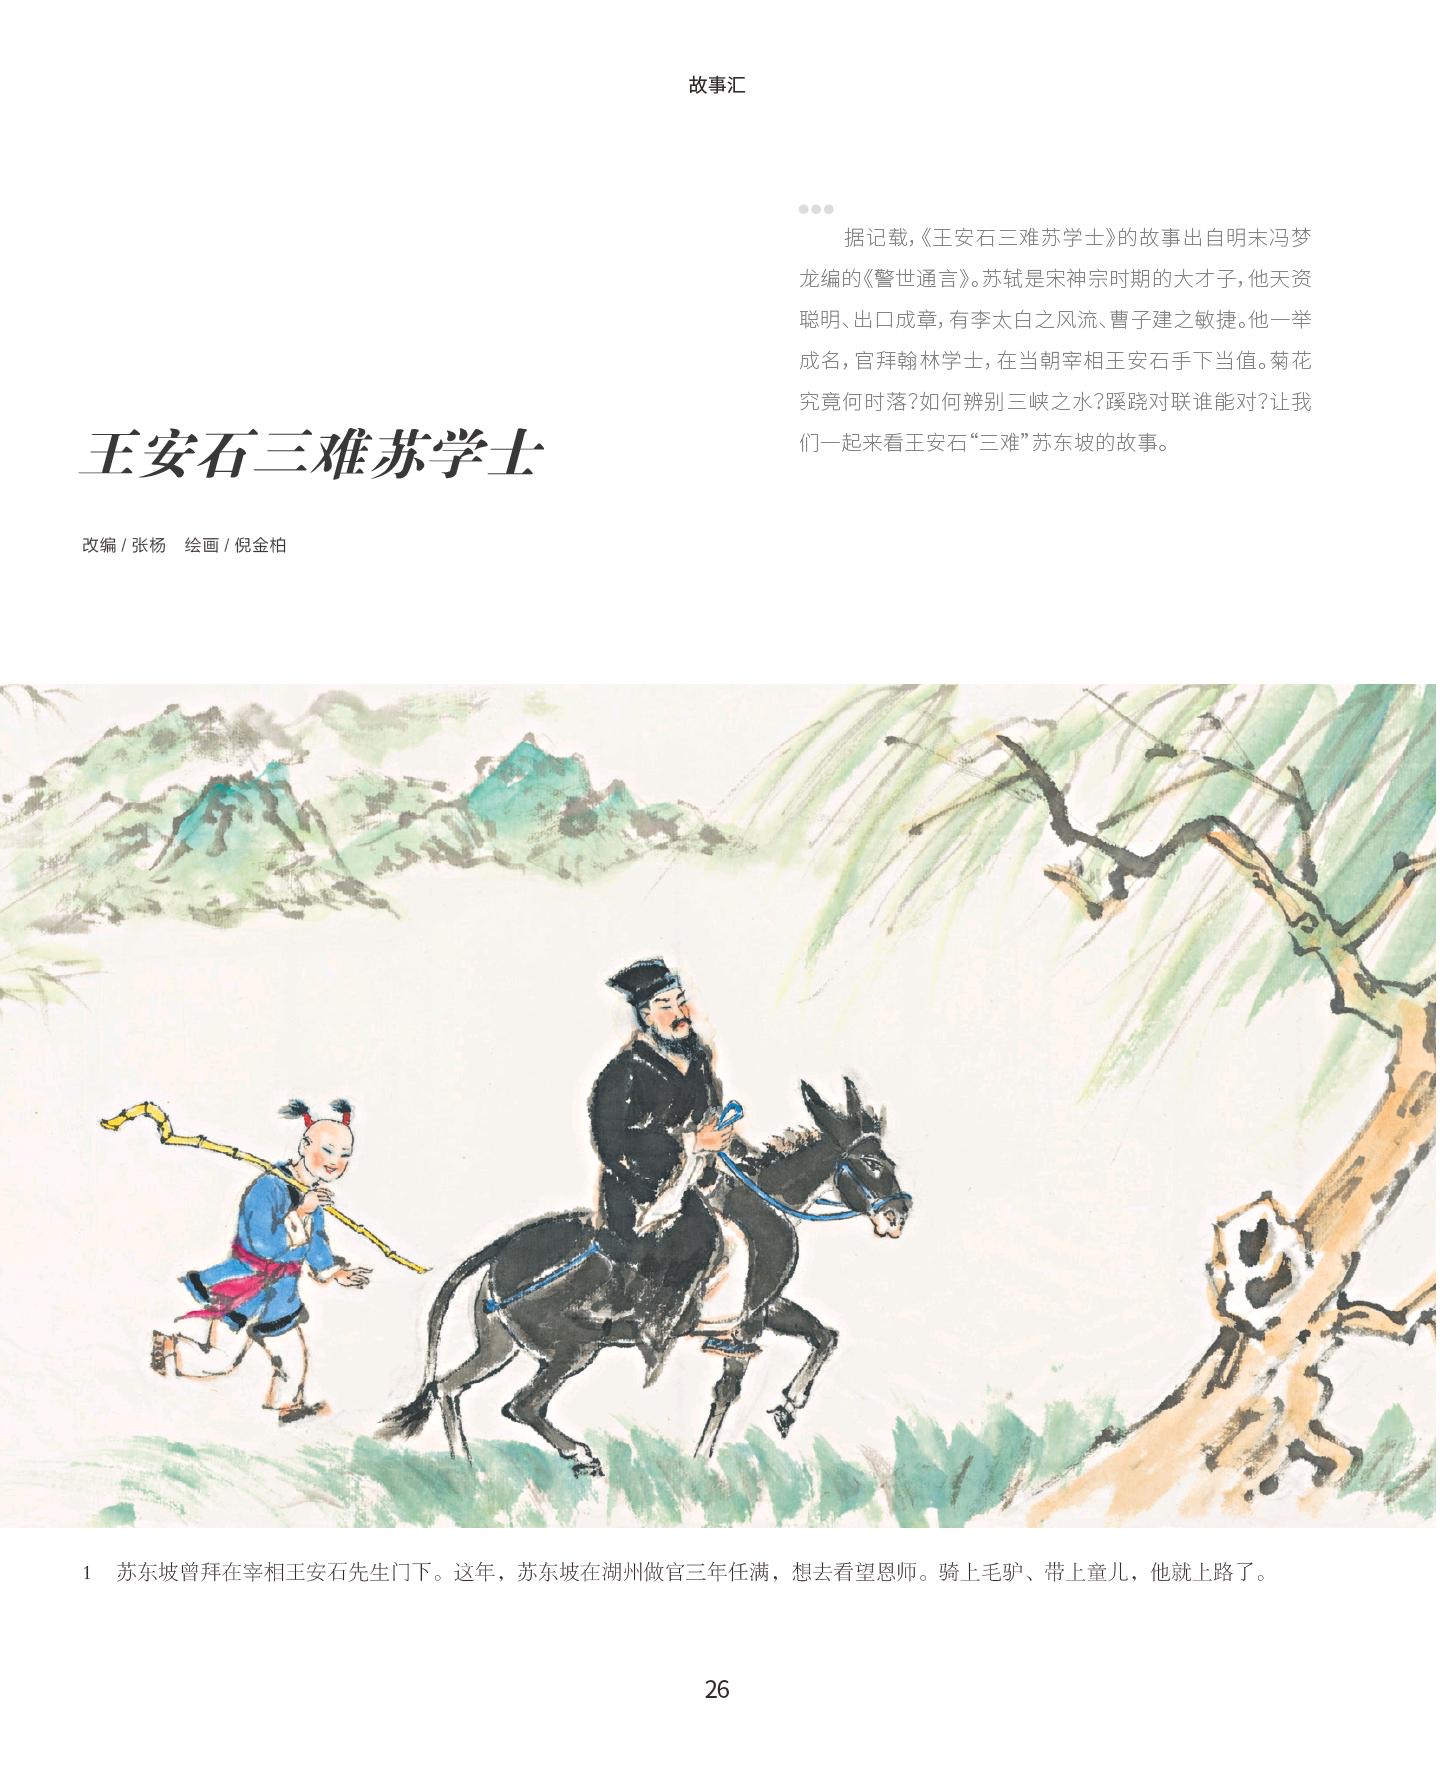 故事汇
王安石三难苏学士
改编 / 张杨　绘画 / 倪金柏
据记载，《王安石三难苏学士》的故事出自明末冯梦
龙编的《警世通言》。苏轼是宋神宗时期的大才子，他天资
聪明、出口成章，有李太白之风流、曹子建之敏捷。他一举
成名，官拜翰林学士，在当朝宰相王安石手下当值。菊花
究竟何时落？如何辨别三峡之水？蹊跷对联谁能对？让我
们一起来看王安石“三难”苏东坡的故事。
1　苏东坡曾拜在宰相王安石先生门下。这年，苏东坡在湖州做官三年任满，想去看望恩师。骑上毛驴、带上童儿，他就上路了。
26